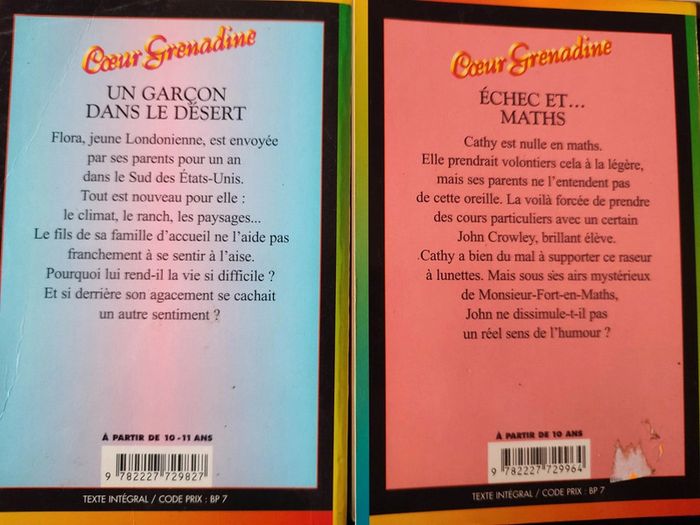 Cœur Grenadine
UN GARÇON
DANS LE DÉSERT
Flora, jeune Londonienne, est envoyée
par ses parents pour un an
dans le Sud des États-Unis.
Tout est nouveau pour elle :
le climat, le ranch, les paysages...
Le fils de sa famille d'accueil ne l'aide pas
franchement à se sentir à l'aise.
Pourquoi lui rend-il la vie si difficile ?
Et si derrière son agacement se cachait
un autre sentiment ?
À PARTIR DE 10 - 11 ANS
9 782227 729827
TEXTE INTÉGRAL / CODE PRIX : BP 7
Cœur Grenadine
ÉCHEC ET...
MATHS
Cathy est nulle en maths.
Elle prendrait volontiers cela à la légère,
mais ses parents ne l'entendent pas
de cette oreille. La voilà forcée de prendre
des cours particuliers avec un certain
John Crowley, brillant élève.
Cathy a bien du mal à supporter ce raseur
à lunettes. Mais sous ses airs mystérieux
de Monsieur-Fort-en-Maths,
John ne dissimule-t-il pas
un réel sens de l'humour ?
À PARTIR DE 10 ANS
9 782227 729964
TEXTE INTÉGRAL / CODE PRIX : BP 7